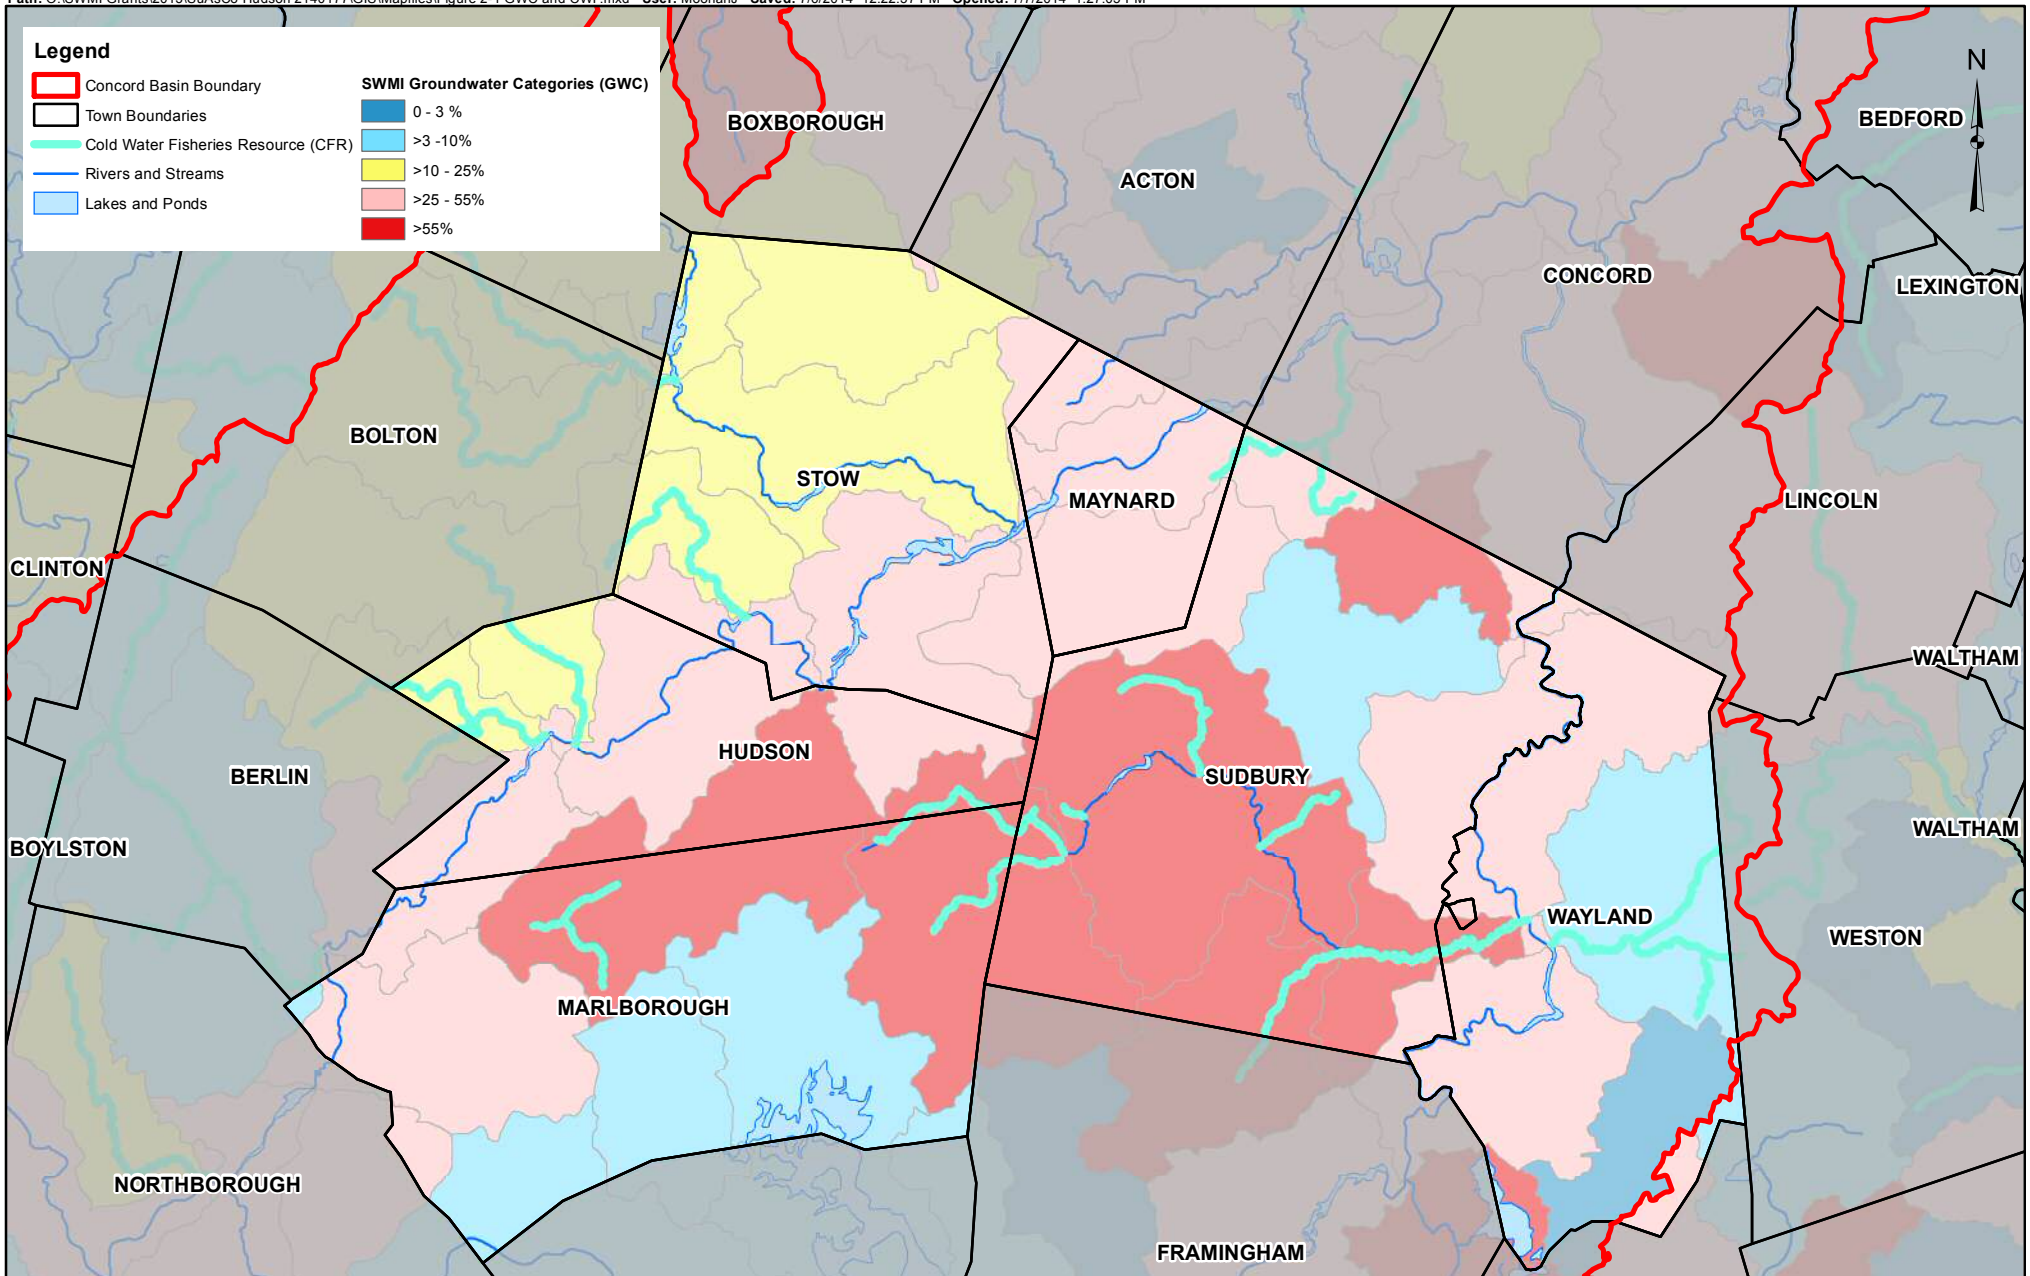 Legend
Concord Basin Boundary
Town Boundaries
Cold Water Fisheries Resource (CFR)
Rivers and Streams
Lakes and Ponds
SWMI Groundwater Categories (GWC)
0 - 3 %
>3 -10%
>10 - 25%
>25 - 55%
>55%
N
BOXBOROUGH
BEDFORD
ACTON
CONCORD
LEXINGTON
BOLTON
STOW
MAYNARD
LINCOLN
CLINTON
WALTHAM
HUDSON
BERLIN
SUDBURY
WALTHAM
BOYLSTON
WAYLAND
WESTON
MARLBOROUGH
NORTHBOROUGH
FRAMINGHAM